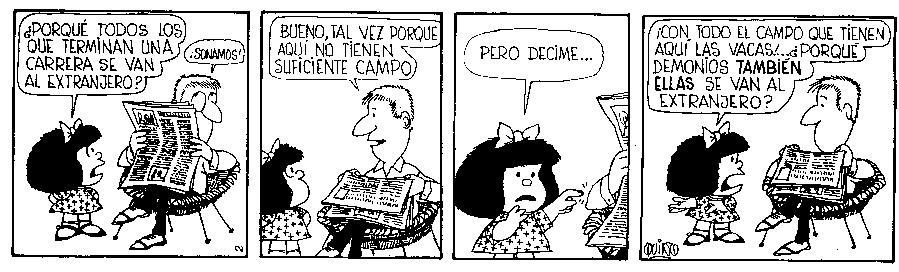 ¿PORQUÉ TODOS LOS
QUE TERMINAN UNA
CARRERA SE VAN
AL EXTRANJERO?
¡SONAMOS!
BUENO, TAL VEZ PORQUE
AQUÍ NO TIENEN
SUFICIENTE CAMPO
PERO DECIME...
¡CON TODO EL CAMPO QUE TIENEN
AQUÍ LAS VACAS!...¿PORQUÉ
DEMONIOS TAMBIÉN
ELLAS SE VAN AL
EXTRANJERO?
2
QUINO